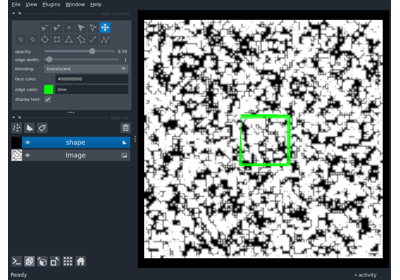 File View Plugins Window Help
opacity: 0.70
edge width: 1
blending: translucent
face color: #00000000
edge color: lime
display text: ✓
shape
Image
Ready
activity